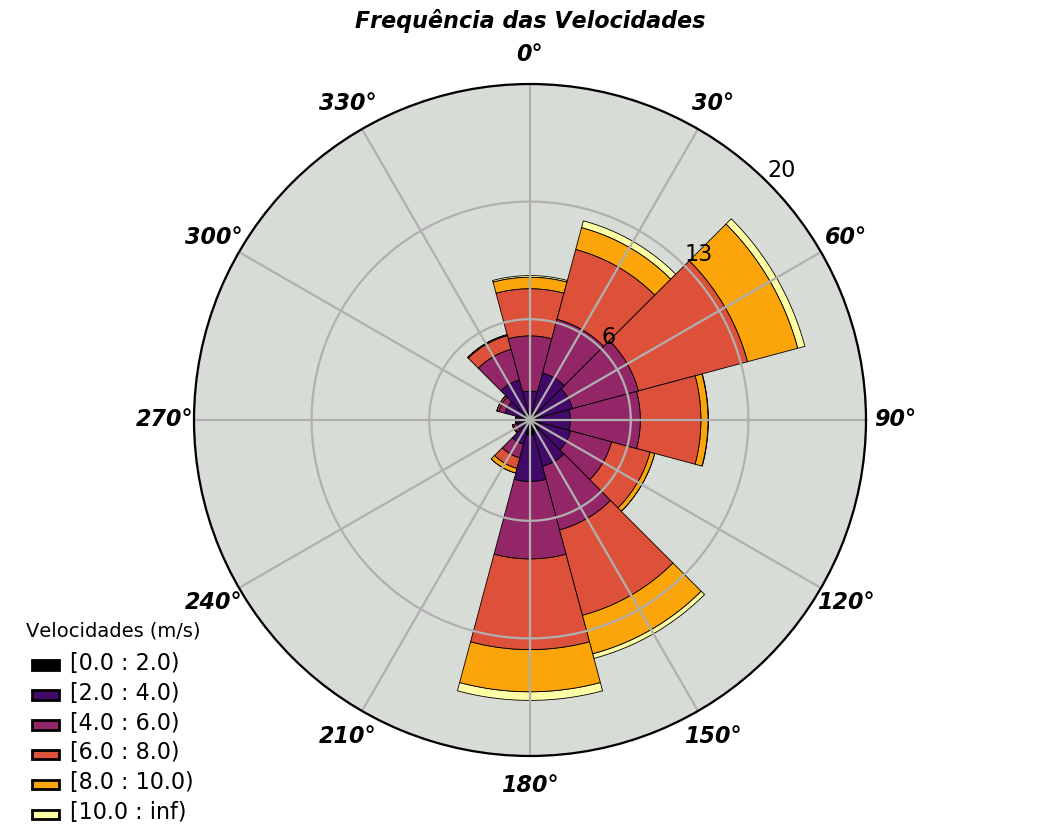 Frequência das Velocidades
0°
330°
30°
20
300°
60°
13
6
270°
90°
240°
120°
Velocidades (m/s)
[0.0 : 2.0)
[2.0 : 4.0)
[4.0 : 6.0)
210°
150°
[6.0 : 8.0)
180°
[8.0 : 10.0)
[10.0 : inf)